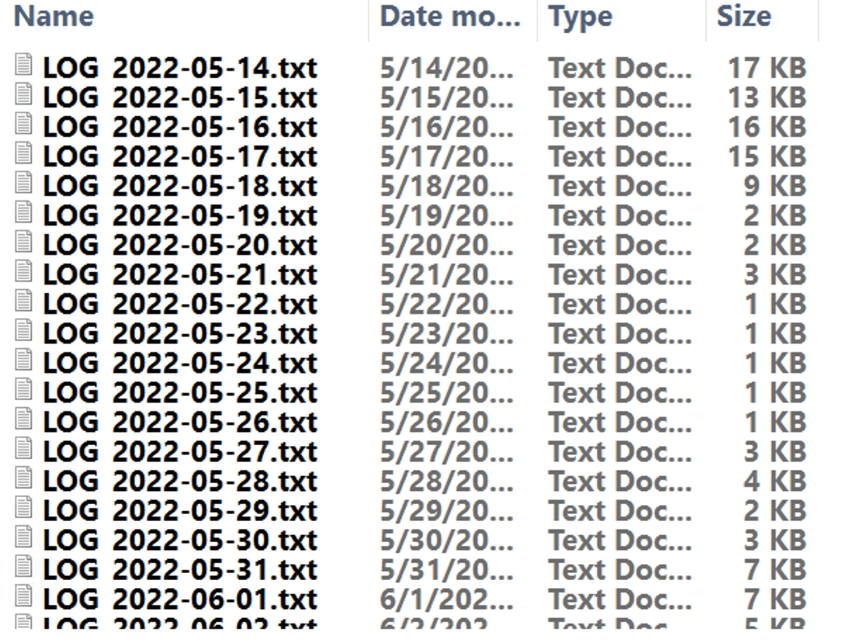 Name Date mo... Type Size
LOG 2022-05-14.txt 5/14/20... Text Doc... 17 KB
LOG 2022-05-15.txt 5/15/20... Text Doc... 13 KB
LOG 2022-05-16.txt 5/16/20... Text Doc... 16 KB
LOG 2022-05-17.txt 5/17/20... Text Doc... 15 KB
LOG 2022-05-18.txt 5/18/20... Text Doc... 9 KB
LOG 2022-05-19.txt 5/19/20... Text Doc... 2 KB
LOG 2022-05-20.txt 5/20/20... Text Doc... 2 KB
LOG 2022-05-21.txt 5/21/20... Text Doc... 3 KB
LOG 2022-05-22.txt 5/22/20... Text Doc... 1 KB
LOG 2022-05-23.txt 5/23/20... Text Doc... 1 KB
LOG 2022-05-24.txt 5/24/20... Text Doc... 1 KB
LOG 2022-05-25.txt 5/25/20... Text Doc... 1 KB
LOG 2022-05-26.txt 5/26/20... Text Doc... 1 KB
LOG 2022-05-27.txt 5/27/20... Text Doc... 3 KB
LOG 2022-05-28.txt 5/28/20... Text Doc... 4 KB
LOG 2022-05-29.txt 5/29/20... Text Doc... 2 KB
LOG 2022-05-30.txt 5/30/20... Text Doc... 3 KB
LOG 2022-05-31.txt 5/31/20... Text Doc... 7 KB
LOG 2022-06-01.txt 6/1/202... Text Doc... 7 KB
LOG 2022-06-02.txt 6/2/202... Text Doc... 5 KB